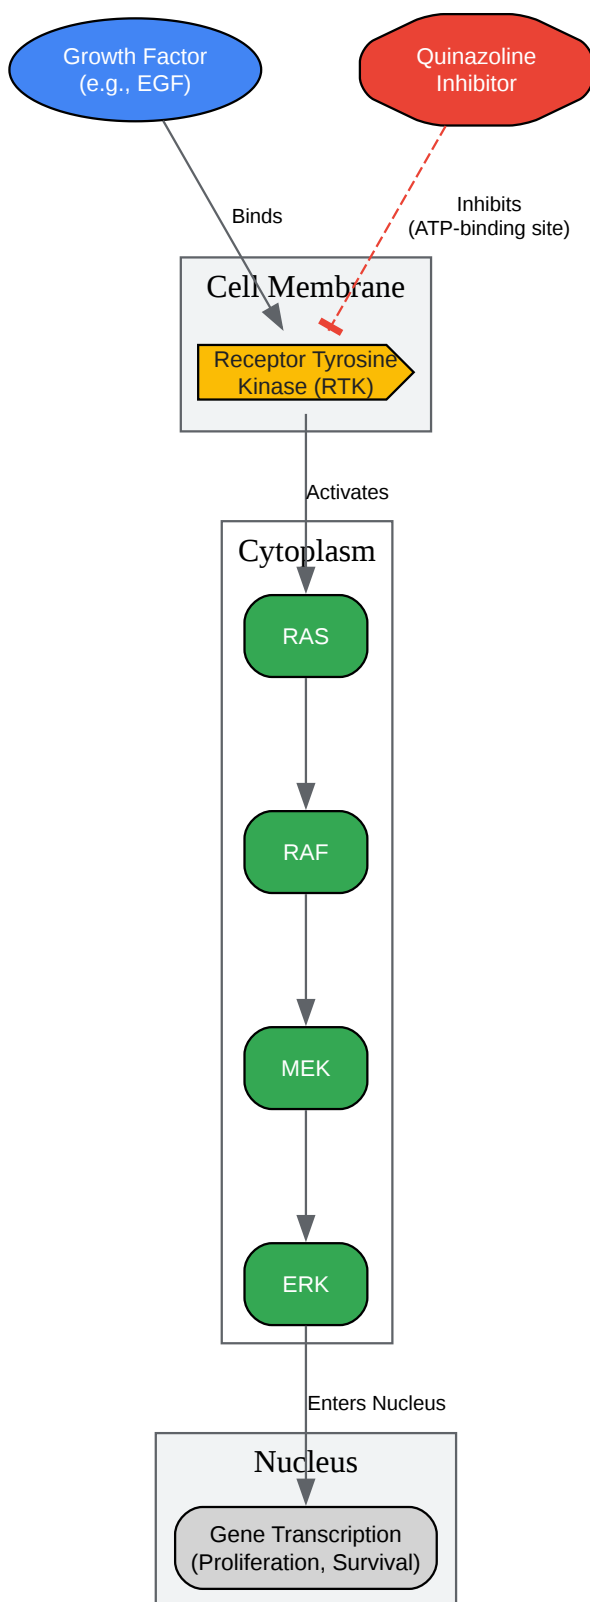 Growth Factor
(e.g., EGF)
Quinazoline
Inhibitor
Binds
Inhibits
(ATP-binding site)
Cell Membrane
Receptor Tyrosine
Kinase (RTK)
Activates
Cytoplasm
RAS
RAF
MEK
ERK
Enters Nucleus
Nucleus
Gene Transcription
(Proliferation, Survival)